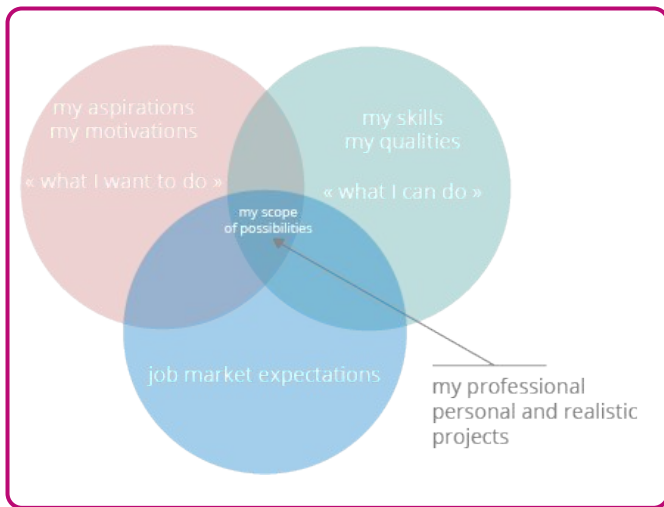 my aspirations
my motivations
« what I want to do »
my skills
my qualities
« what I can do »
my scope
of possibilities
job market expectations
my professional
personal and realistic
projects